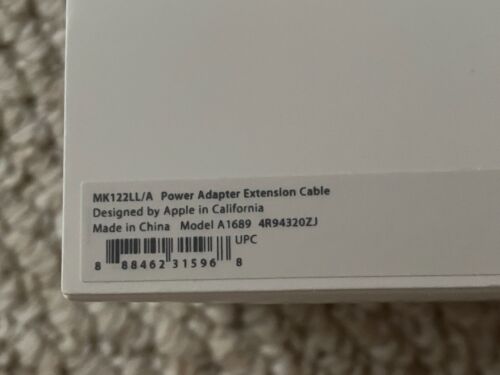 MK122LL/A Power Adapter Extension Cable
Designed by Apple in California
Made in China Model A1689 4R94320ZJ
UPC
8 88462 31596 8